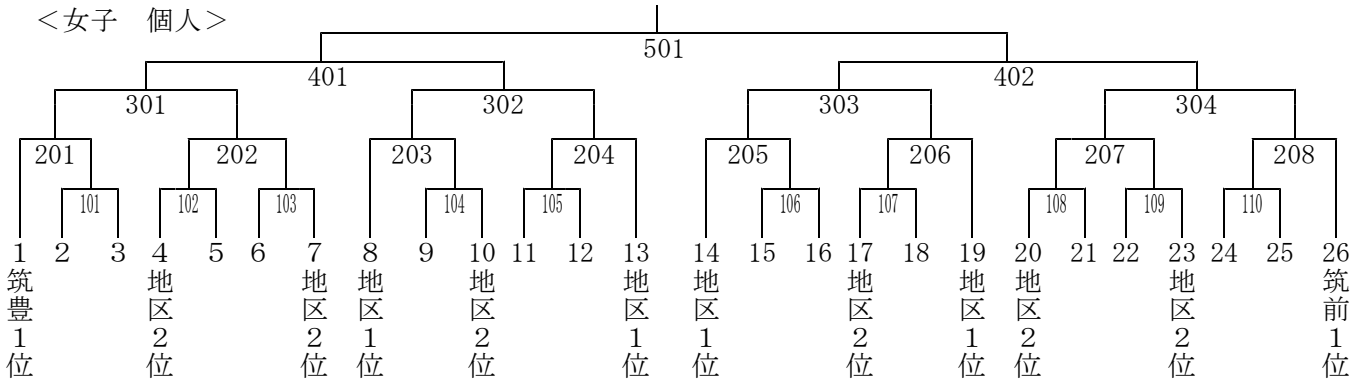 ＜女子　個人＞
501
401 402
301 302 303 304
201 202 203 204 205 206 207 208
101 102 103 104 105 106 107 108 109 110
1 2 3 4 5 6 7 8 9 10 11 12 13 14 15 16 17 18 19 20 21 22 23 24 25 26
筑豊１位
地区２位
地区２位
地区１位
地区２位
地区１位
地区１位
地区２位
地区１位
地区２位
地区２位
筑前１位